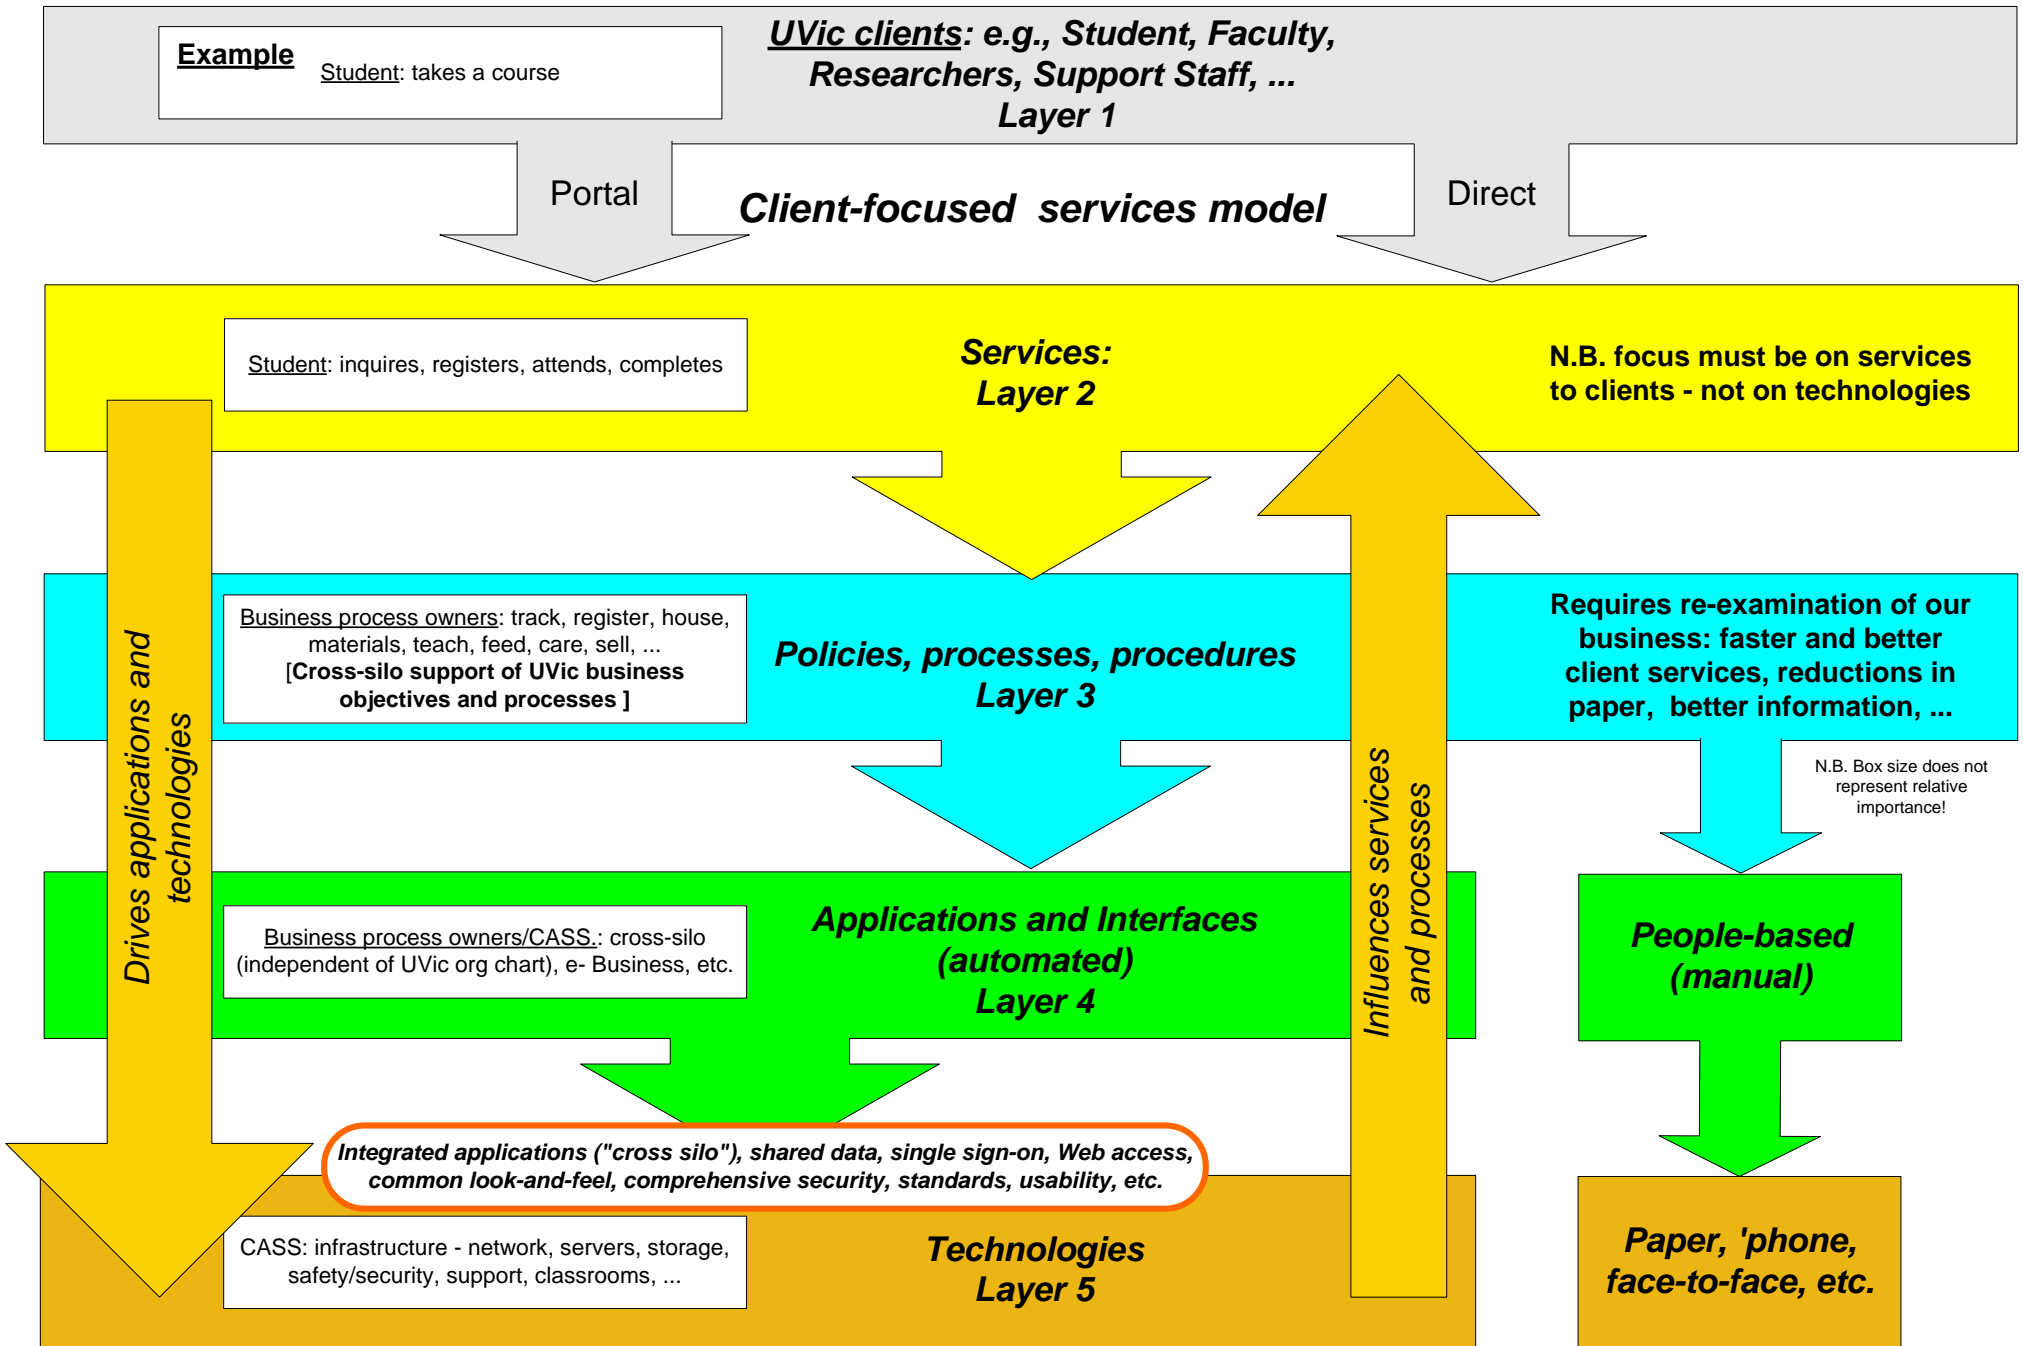 Example
Student: takes a course
UVic clients: e.g., Student, Faculty,
Researchers, Support Staff, ...
Layer 1
Portal
Client-focused services model
Direct
Student: inquires, registers, attends, completes
Services:
Layer 2
N.B. focus must be on services
to clients - not on technologies
Drives applications and
technologies
Business process owners: track, register, house,
materials, teach, feed, care, sell, ...
[Cross-silo support of UVic business
objectives and processes ]
Policies, processes, procedures
Layer 3
Requires re-examination of our
business: faster and better
client services, reductions in
paper, better information, ...
N.B. Box size does not
represent relative
importance!
Influences services
and processes
Business process owners/CASS.: cross-silo
(independent of UVic org chart), e- Business, etc.
Applications and Interfaces
(automated)
Layer 4
People-based
(manual)
Integrated applications ("cross silo"), shared data, single sign-on, Web access,
common look-and-feel, comprehensive security, standards, usability, etc.
CASS: infrastructure - network, servers, storage,
safety/security, support, classrooms, ...
Technologies
Layer 5
Paper, 'phone,
face-to-face, etc.